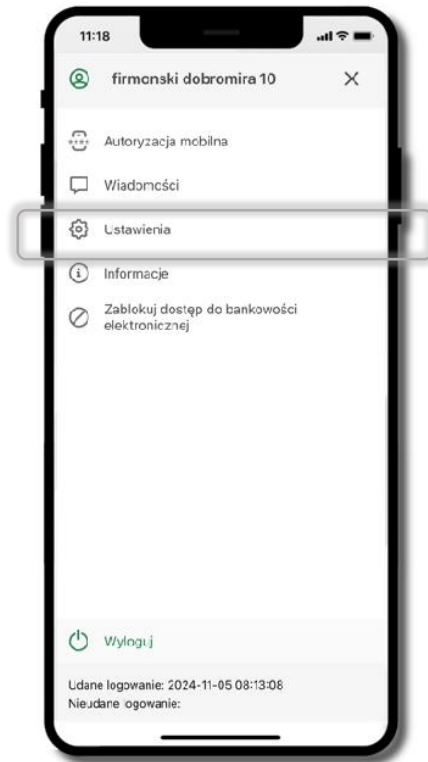 11:18
firmonski dobromira 10
Autoryzacja mobilna
Wiadomości
Ustawienia
Informacje
Zablokuj dostęp do bankowości
elektronicznej
Wyloguj
Udane logowanie: 2024-11-05 08:13:08
Nieudane logowanie: